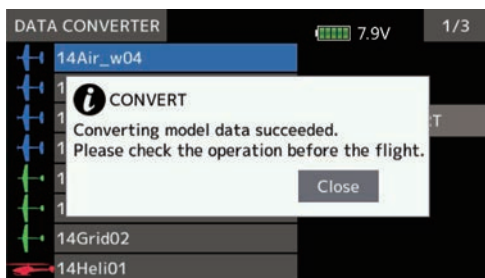 DATA CONVERTER
7.9V
1/3
14Air_w04
CONVERT
Converting model data succeeded.
Please check the operation before the flight.
Close
14Grid02
14Heli01